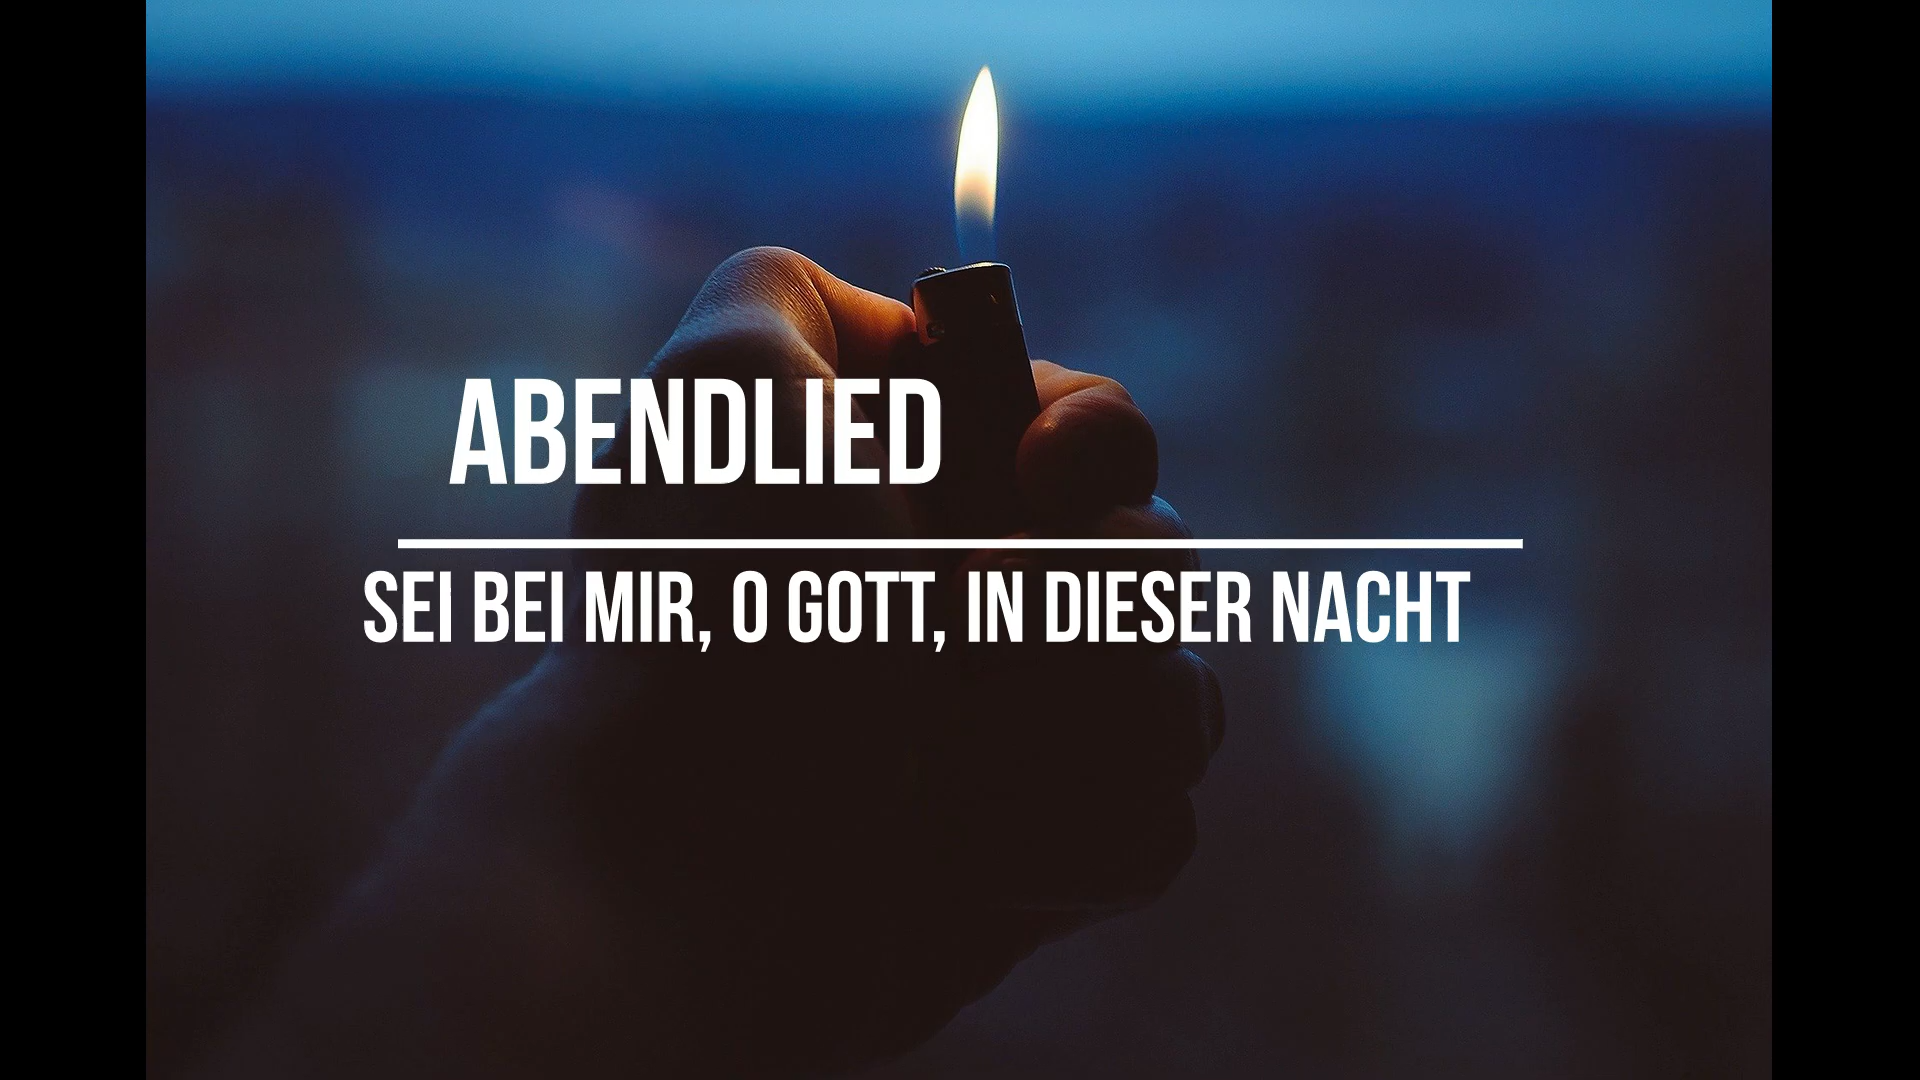 ABENDLIED
SEI BEI MIR, O GOTT, IN DIESER NACHT